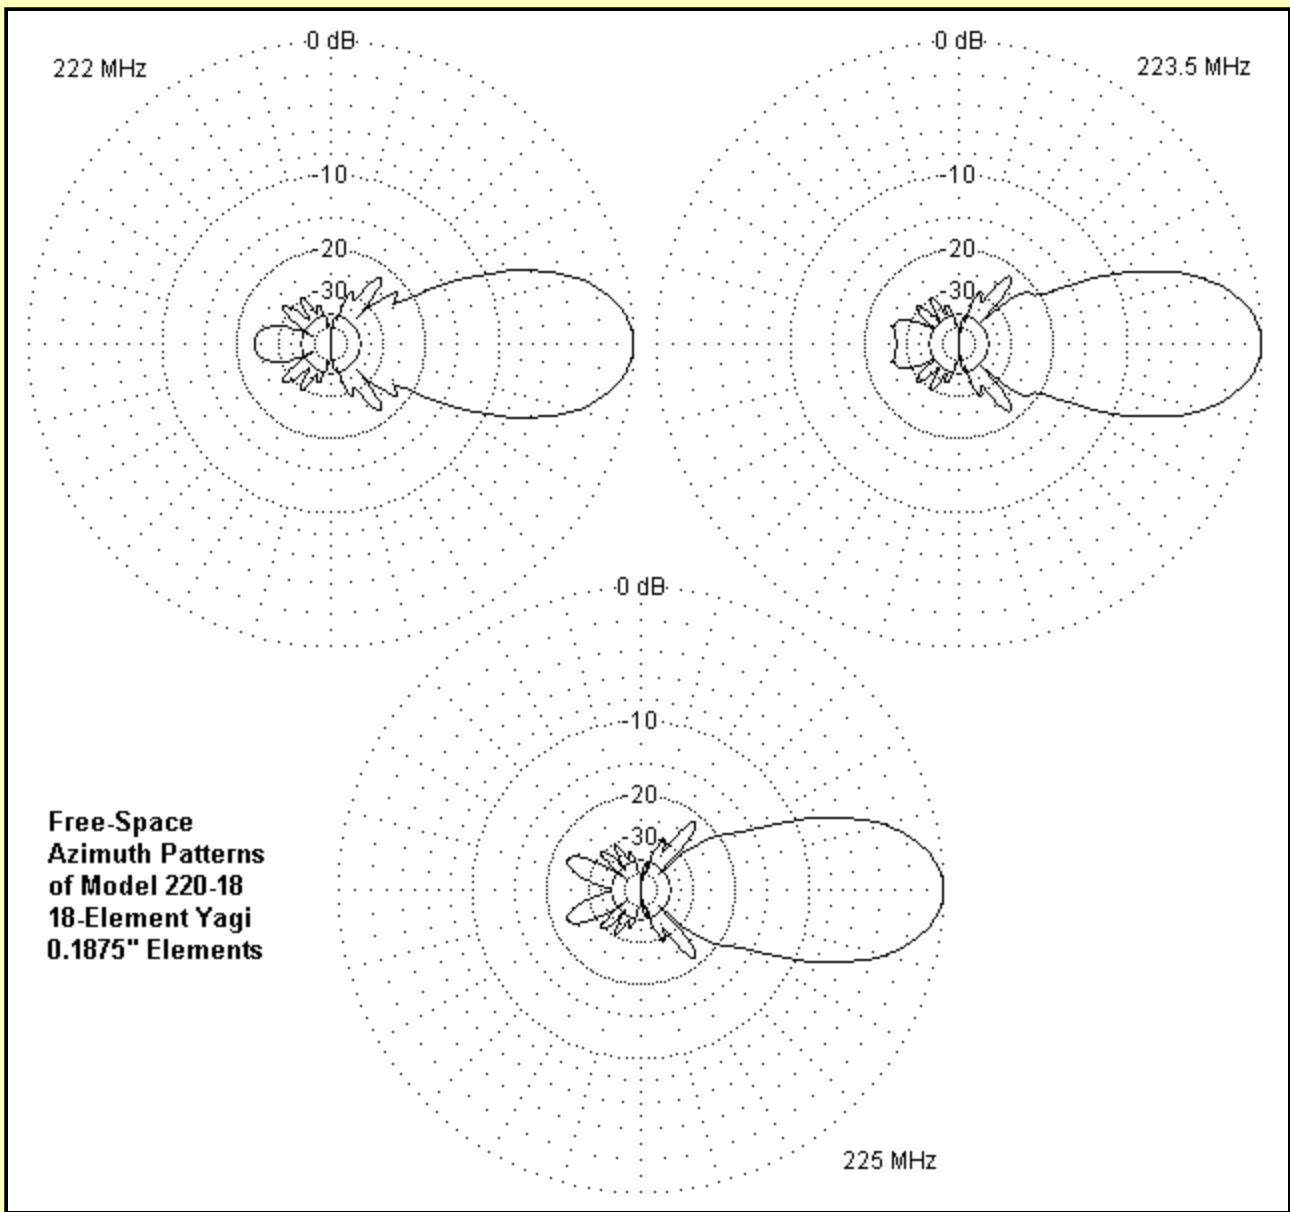 222 MHz
0 dB
-10
-20
-30
223.5 MHz
0 dB
-10
-20
-30
0 dB
-10
-20
-30
225 MHz
Free-Space
Azimuth Patterns
of Model 220-18
18-Element Yagi
0.1875" Elements